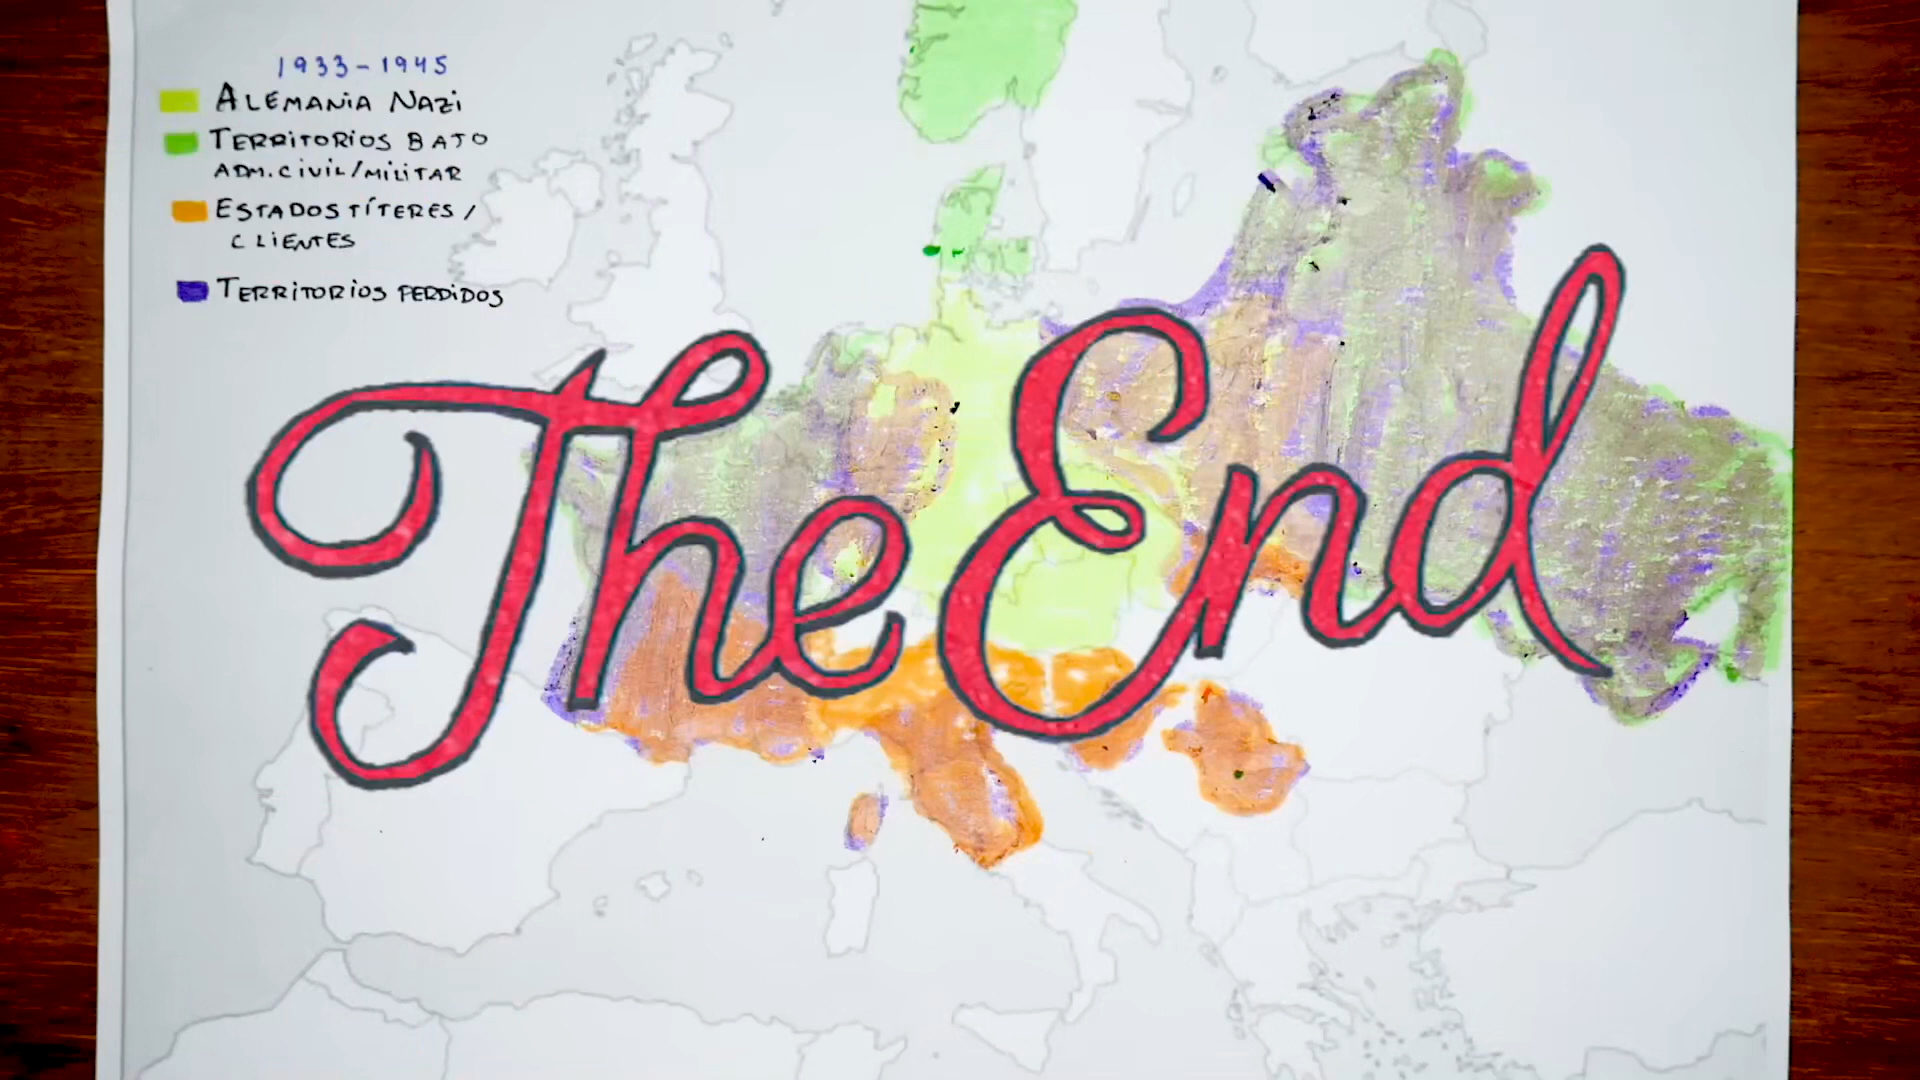 1933-1945
ALEMANiA NAZi
TERRiTORiOS BAJO
ADM.CiViL/MiLiTAR
ESTADOS TÍTERES /
CLiENTES
TERRiTORiOS PERDiDOS
The End